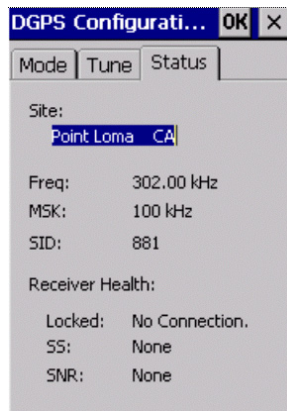 DGPS Configurati... OK ×
Mode Tune Status
Site:
Point Loma CA
Freq: 302.00 kHz
MSK: 100 kHz
SID: 881
Receiver Health:
Locked: No Connection.
SS: None
SNR: None